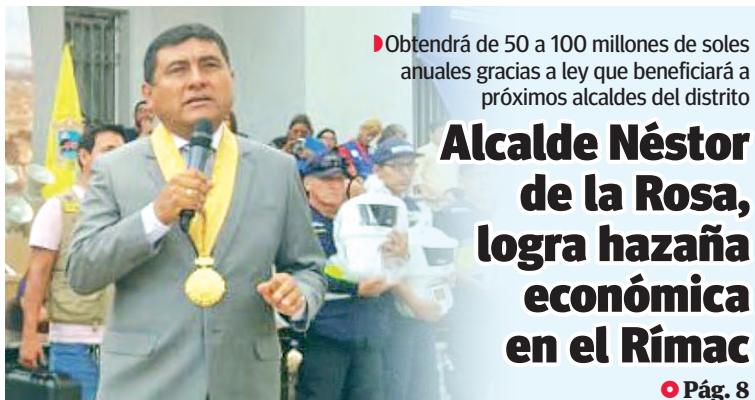 Obtendrá de 50 a 100 millones de soles
anuales gracias a ley que beneficiará a
próximos alcaldes del distrito
Alcalde Néstor
de la Rosa,
logra hazaña
económica
en el Rímac
Pág. 8